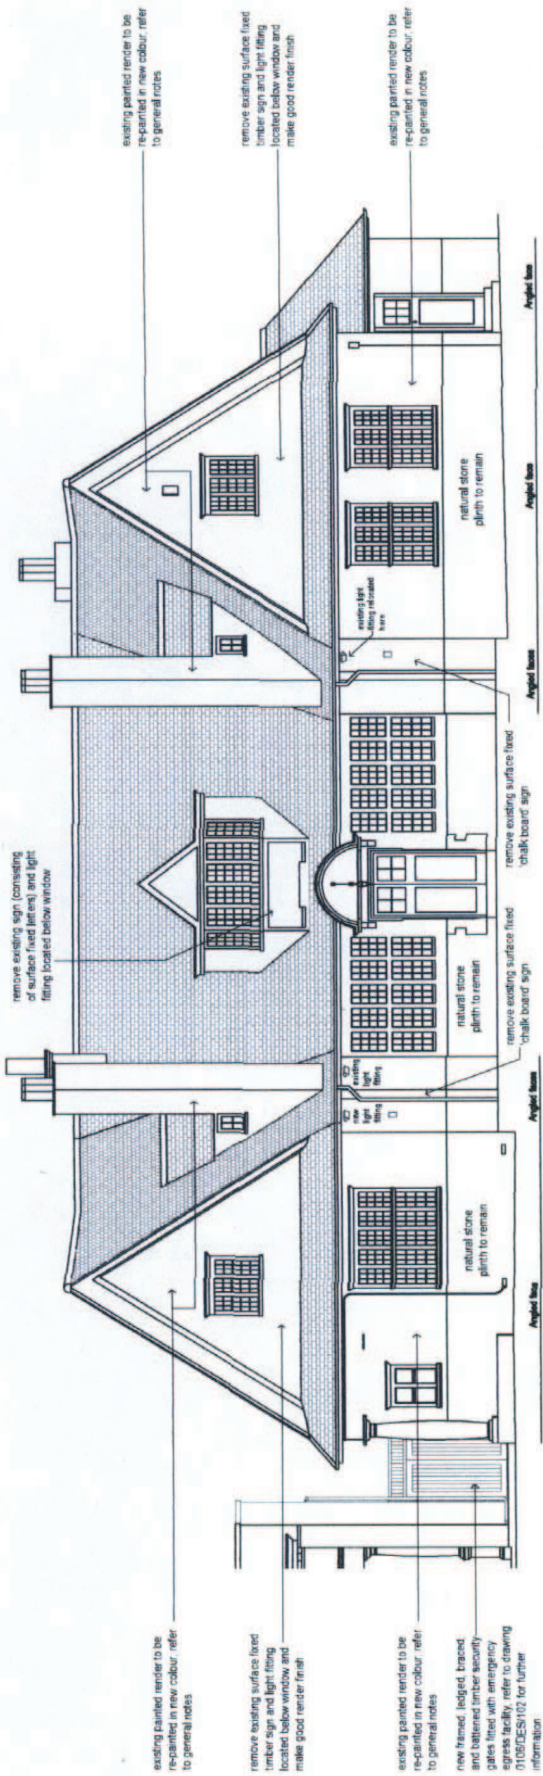 existing painted render to be
re-painted in new colour. refer
to general notes
remove existing surface fixed
timber sign and light fitting
located below window and
make good render finish
existing painted render to be
re-painted in new colour. refer
to general notes
new framed, ledged, braced,
and battened timber security
gates fitted with emergency
egress facility. refer to drawing
0106/DES/102 for further
information
remove existing sign (consisting
of surface fixed letters) and light
fitting located below window
existing painted render to be
re-painted in new colour. refer
to general notes
remove existing surface fixed
timber sign and light fitting
located below window and
make good render finish
existing painted render to be
re-painted in new colour. refer
to general notes
new
light
fitting
existing
light
fitting
existing light
fitting relocated
here
natural stone
plinth to remain
natural stone
plinth to remain
natural stone
plinth to remain
remove existing surface fixed
'chalk board' sign
remove existing surface fixed
'chalk board' sign
Angled face
Angled faces
Angled faces
Angled face
Angled face